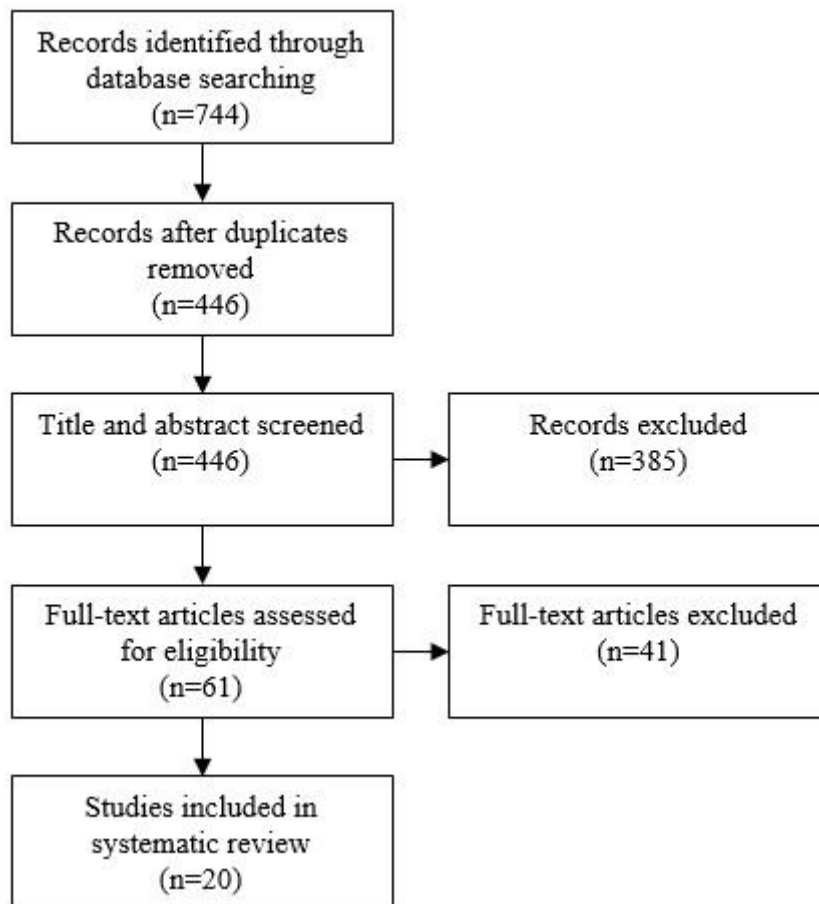 Records identified through
database searching
(n=744)
Records after duplicates
removed
(n=446)
Title and abstract screened
(n=446)
Records excluded
(n=385)
Full-text articles assessed
for eligibility
(n=61)
Full-text articles excluded
(n=41)
Studies included in
systematic review
(n=20)